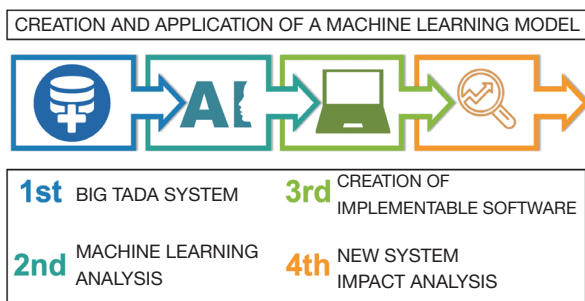 CREATION AND APPLICATION OF A MACHINE LEARNING MODEL
AI
1st BIG TADA SYSTEM
2nd MACHINE LEARNING
ANALYSIS
3rd CREATION OF
IMPLEMENTABLE SOFTWARE
4th NEW SYSTEM
IMPACT ANALYSIS